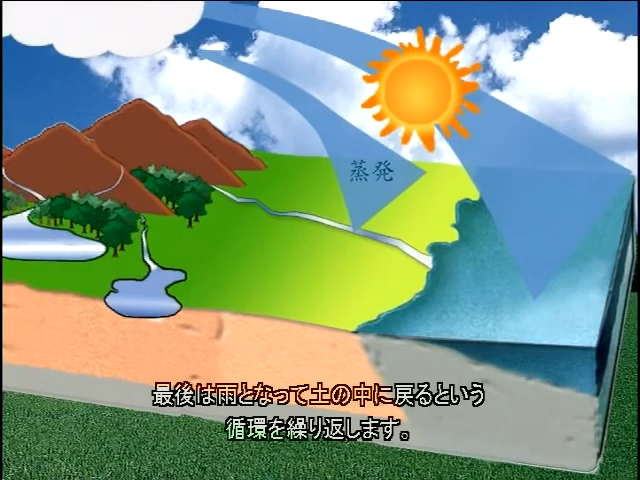 蒸発
最後は雨となって土の中に戻るという
循環を繰り返します。